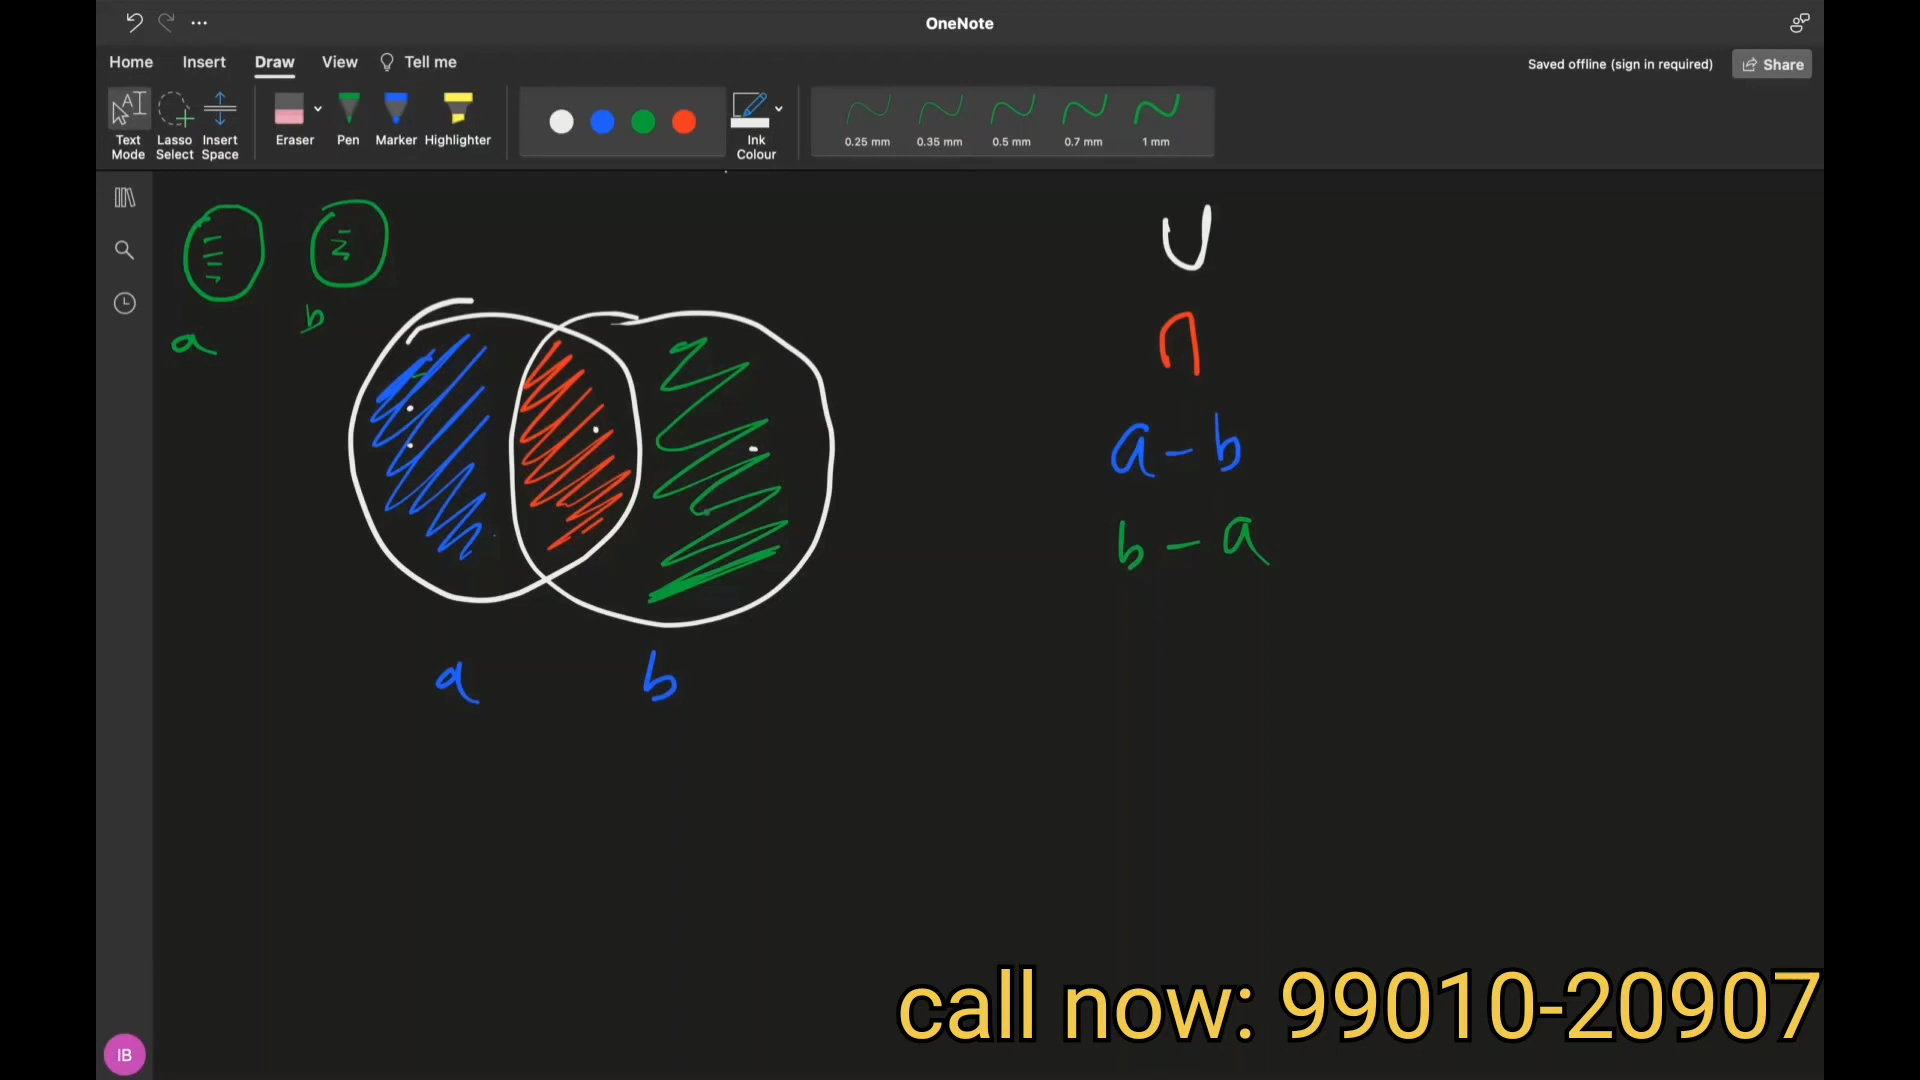 OneNote
Home Insert Draw View Tell me
Saved offline (sign in required) Share
Text Mode
Lasso Select
Insert Space
Eraser
Pen
Marker
Highlighter
Ink Colour
0.25 mm
0.35 mm
0.5 mm
0.7 mm
1 mm
a
b
a
b
U
∩
a - b
b - a
IB
call now: 99010-20907